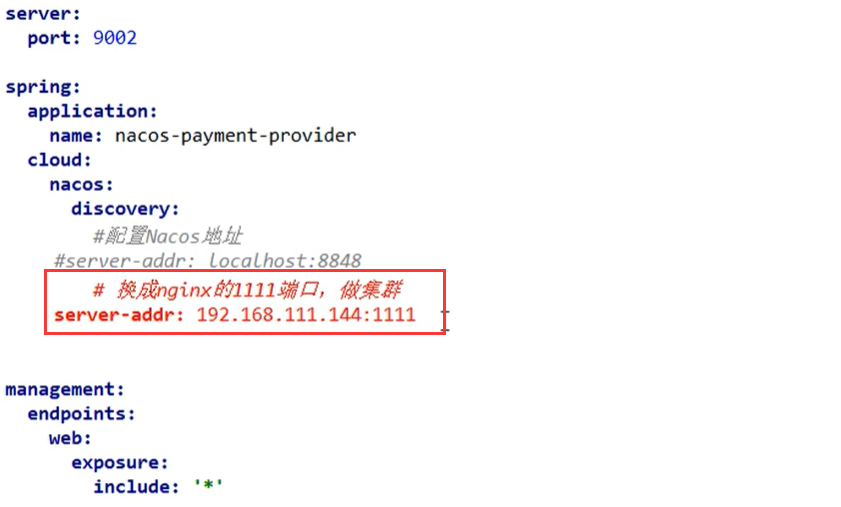 server:
port: 9002
spring:
application:
name: nacos-payment-provider
cloud:
nacos:
discovery:
#配置Nacos地址
#server-addr: localhost:8848
# 换成nginx的1111端口，做集群
server-addr: 192.168.111.144:1111
management:
endpoints:
web:
exposure:
include: '*'